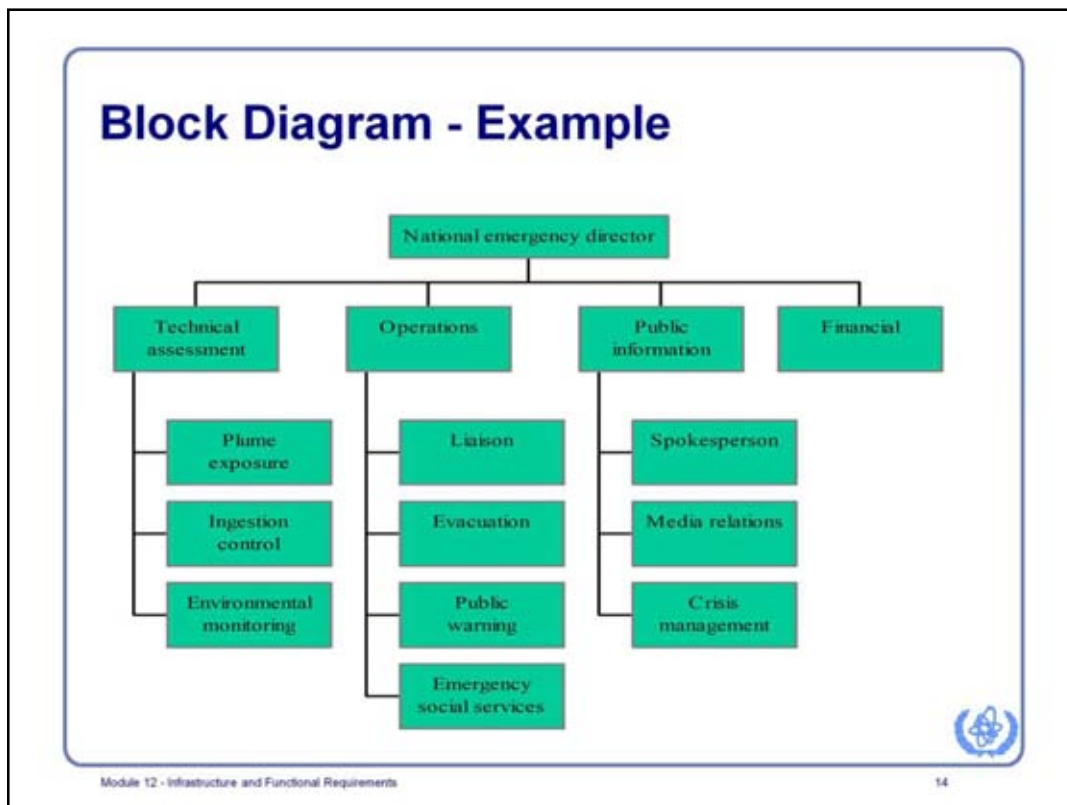 Block Diagram - Example
National emergency director
Technical
assessment
Operations
Public
information
Financial
Plume
exposure
Ingestion
control
Environmental
monitoring
Liaison
Evacuation
Public
warning
Emergency
social services
Spokesperson
Media relations
Crisis
management
Module 12 - Infrastructure and Functional Requirements
14